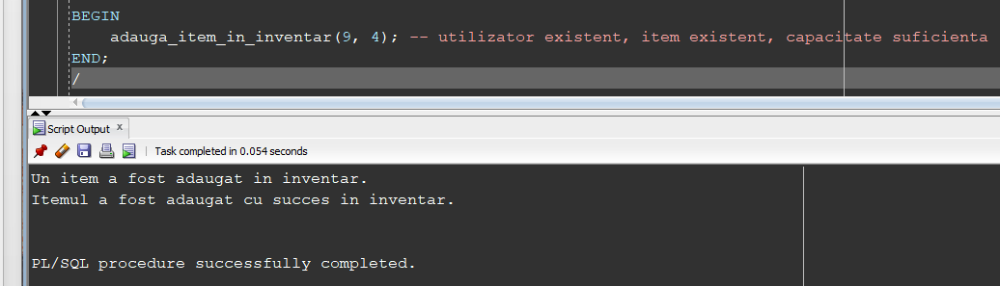 BEGIN
adauga_item_in_inventar(9, 4); -- utilizator existent, item existent, capacitate suficienta
END;
/
Script Output x
Task completed in 0.054 seconds
Un item a fost adaugat in inventar.
Itemul a fost adaugat cu succes in inventar.
PL/SQL procedure successfully completed.